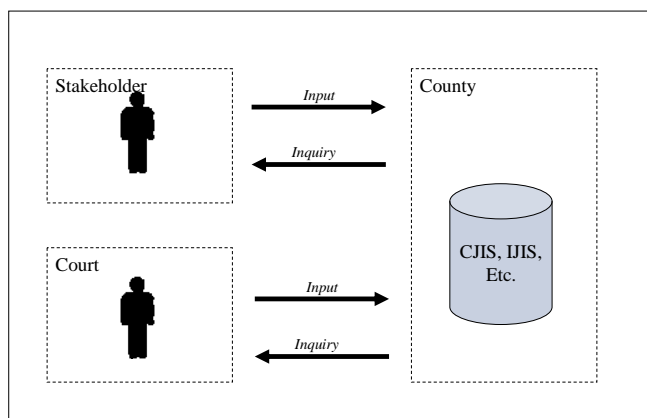 Stakeholder
Input
Inquiry
County
CJIS, IJIS,
Etc.
Court
Input
Inquiry